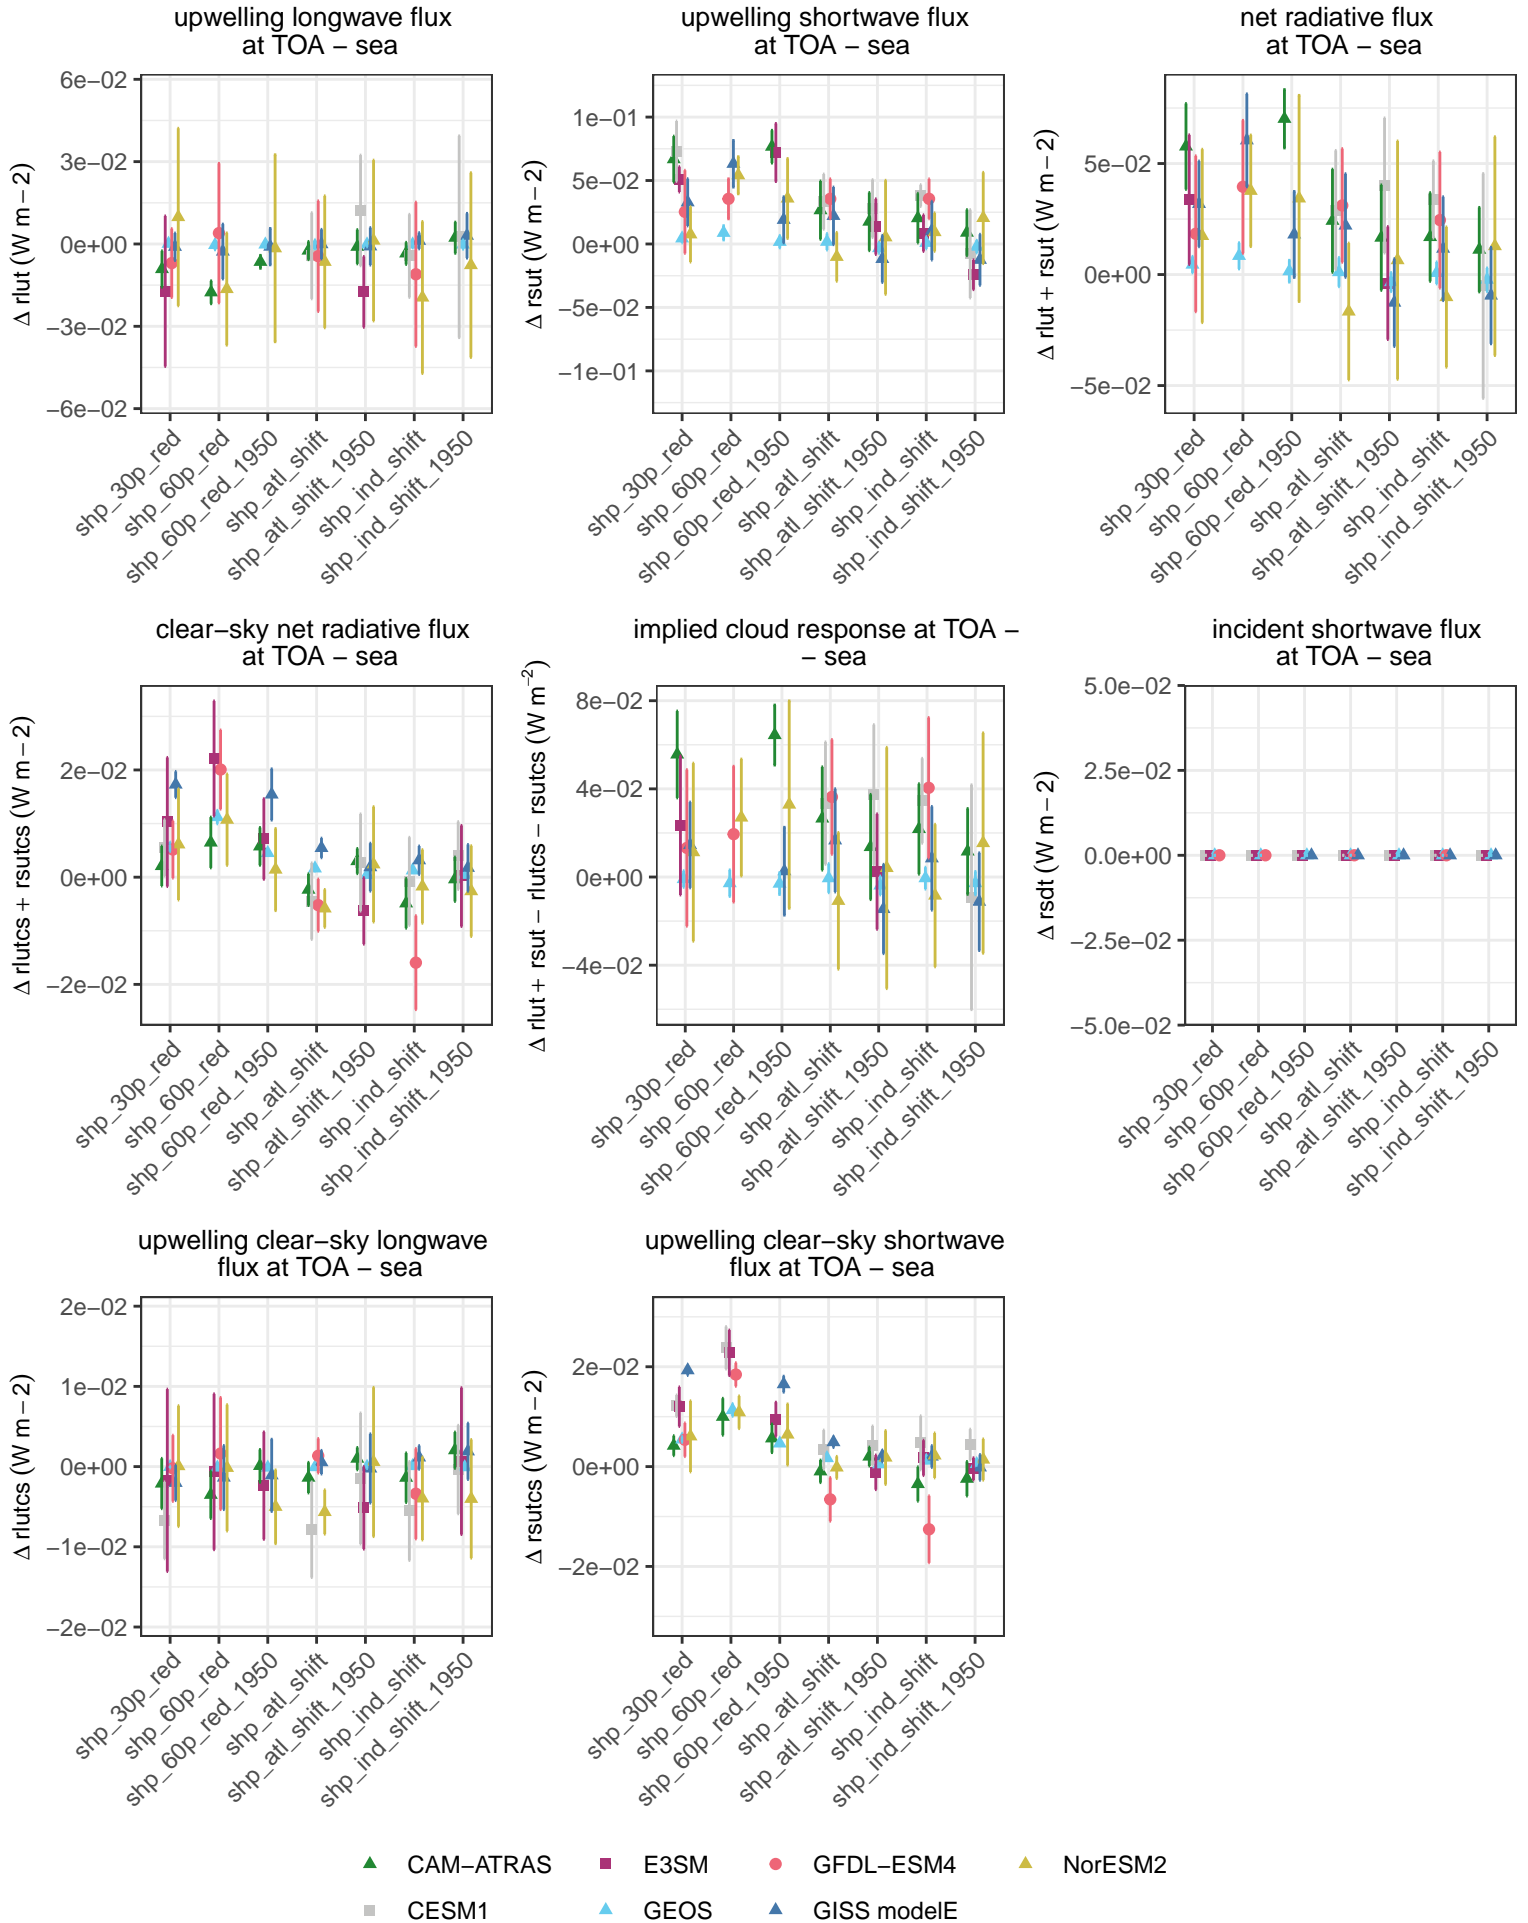 upwelling longwave flux
at TOA − sea
6e−02
3e−02
0e+00
−3e−02
−6e−02
Δ rlut (W m − 2)
shp_30p_red
shp_60p_red
shp_60p_red_1950
shp_atl_shift
shp_atl_shift_1950
shp_ind_shift
shp_ind_shift_1950
upwelling shortwave flux
at TOA − sea
1e−01
5e−02
0e+00
−5e−02
−1e−01
Δ rsut (W m − 2)
shp_30p_red
shp_60p_red
shp_60p_red_1950
shp_atl_shift
shp_atl_shift_1950
shp_ind_shift
shp_ind_shift_1950
net radiative flux
at TOA − sea
5e−02
0e+00
−5e−02
Δ rlut + rsut (W m − 2)
shp_30p_red
shp_60p_red
shp_60p_red_1950
shp_atl_shift
shp_atl_shift_1950
shp_ind_shift
shp_ind_shift_1950
clear−sky net radiative flux
at TOA − sea
2e−02
0e+00
−2e−02
Δ rlutcs + rsutcs (W m − 2)
shp_30p_red
shp_60p_red
shp_60p_red_1950
shp_atl_shift
shp_atl_shift_1950
shp_ind_shift
shp_ind_shift_1950
implied cloud response at TOA −
− sea
8e−02
4e−02
0e+00
−4e−02
Δ rlut + rsut − rlutcs − rsutcs (W m⁻²)
shp_30p_red
shp_60p_red
shp_60p_red_1950
shp_atl_shift
shp_atl_shift_1950
shp_ind_shift
shp_ind_shift_1950
incident shortwave flux
at TOA − sea
5.0e−02
2.5e−02
0.0e+00
−2.5e−02
−5.0e−02
Δ rsdt (W m − 2)
shp_30p_red
shp_60p_red
shp_60p_red_1950
shp_atl_shift
shp_atl_shift_1950
shp_ind_shift
shp_ind_shift_1950
upwelling clear−sky longwave
flux at TOA − sea
2e−02
1e−02
0e+00
−1e−02
−2e−02
Δ rlutcs (W m − 2)
shp_30p_red
shp_60p_red
shp_60p_red_1950
shp_atl_shift
shp_atl_shift_1950
shp_ind_shift
shp_ind_shift_1950
upwelling clear−sky shortwave
flux at TOA − sea
2e−02
0e+00
−2e−02
Δ rsutcs (W m − 2)
shp_30p_red
shp_60p_red
shp_60p_red_1950
shp_atl_shift
shp_atl_shift_1950
shp_ind_shift
shp_ind_shift_1950
CAM−ATRAS E3SM GFDL−ESM4 NorESM2
CESM1 GEOS GISS modelE